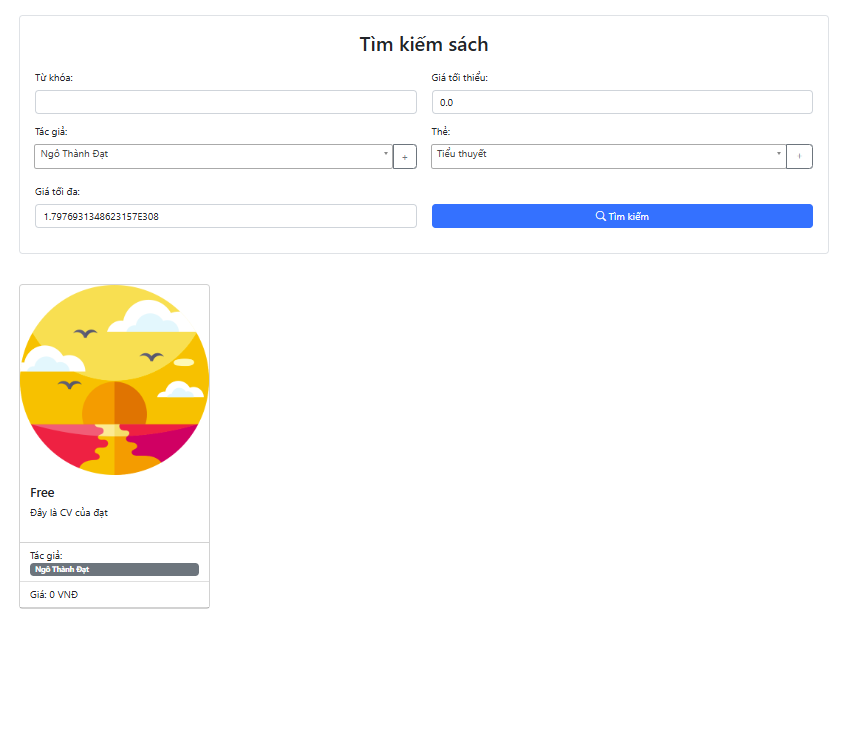 Tìm kiếm sách
Từ khóa:
Giá tối thiểu:
0.0
Tác giả:
Thẻ:
Ngô Thành Đạt
+
Tiểu thuyết
+
Giá tối đa:
1.7976931348623157E308
Tìm kiếm
Free
Đây là CV của đạt
Tác giả:
Ngô Thành Đạt
Giá: 0 VNĐ